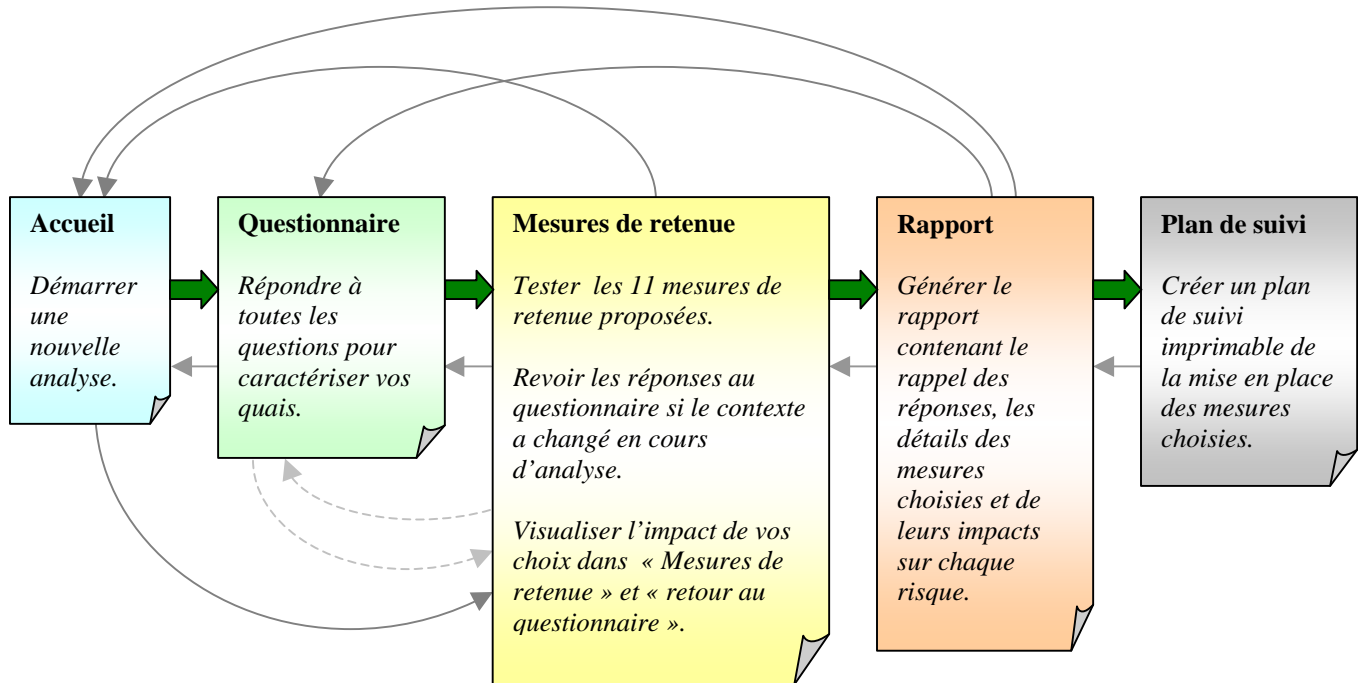 Accueil
Démarrer
une
nouvelle
analyse.
Questionnaire
Répondre à
toutes les
questions pour
caractériser vos
quais.
Mesures de retenue
Tester  les 11 mesures de
retenue proposées.
Revoir les réponses au
questionnaire si le contexte
a changé en cours
d’analyse.
Visualiser l’impact de vos
choix dans  « Mesures de
retenue » et « retour au
questionnaire ».
Rapport
Générer le
rapport
contenant le
rappel des
réponses, les
détails des
mesures
choisies et de
leurs impacts
sur chaque
risque.
Plan de suivi
Créer un plan
de suivi
imprimable de
la mise en place
des mesures
choisies.